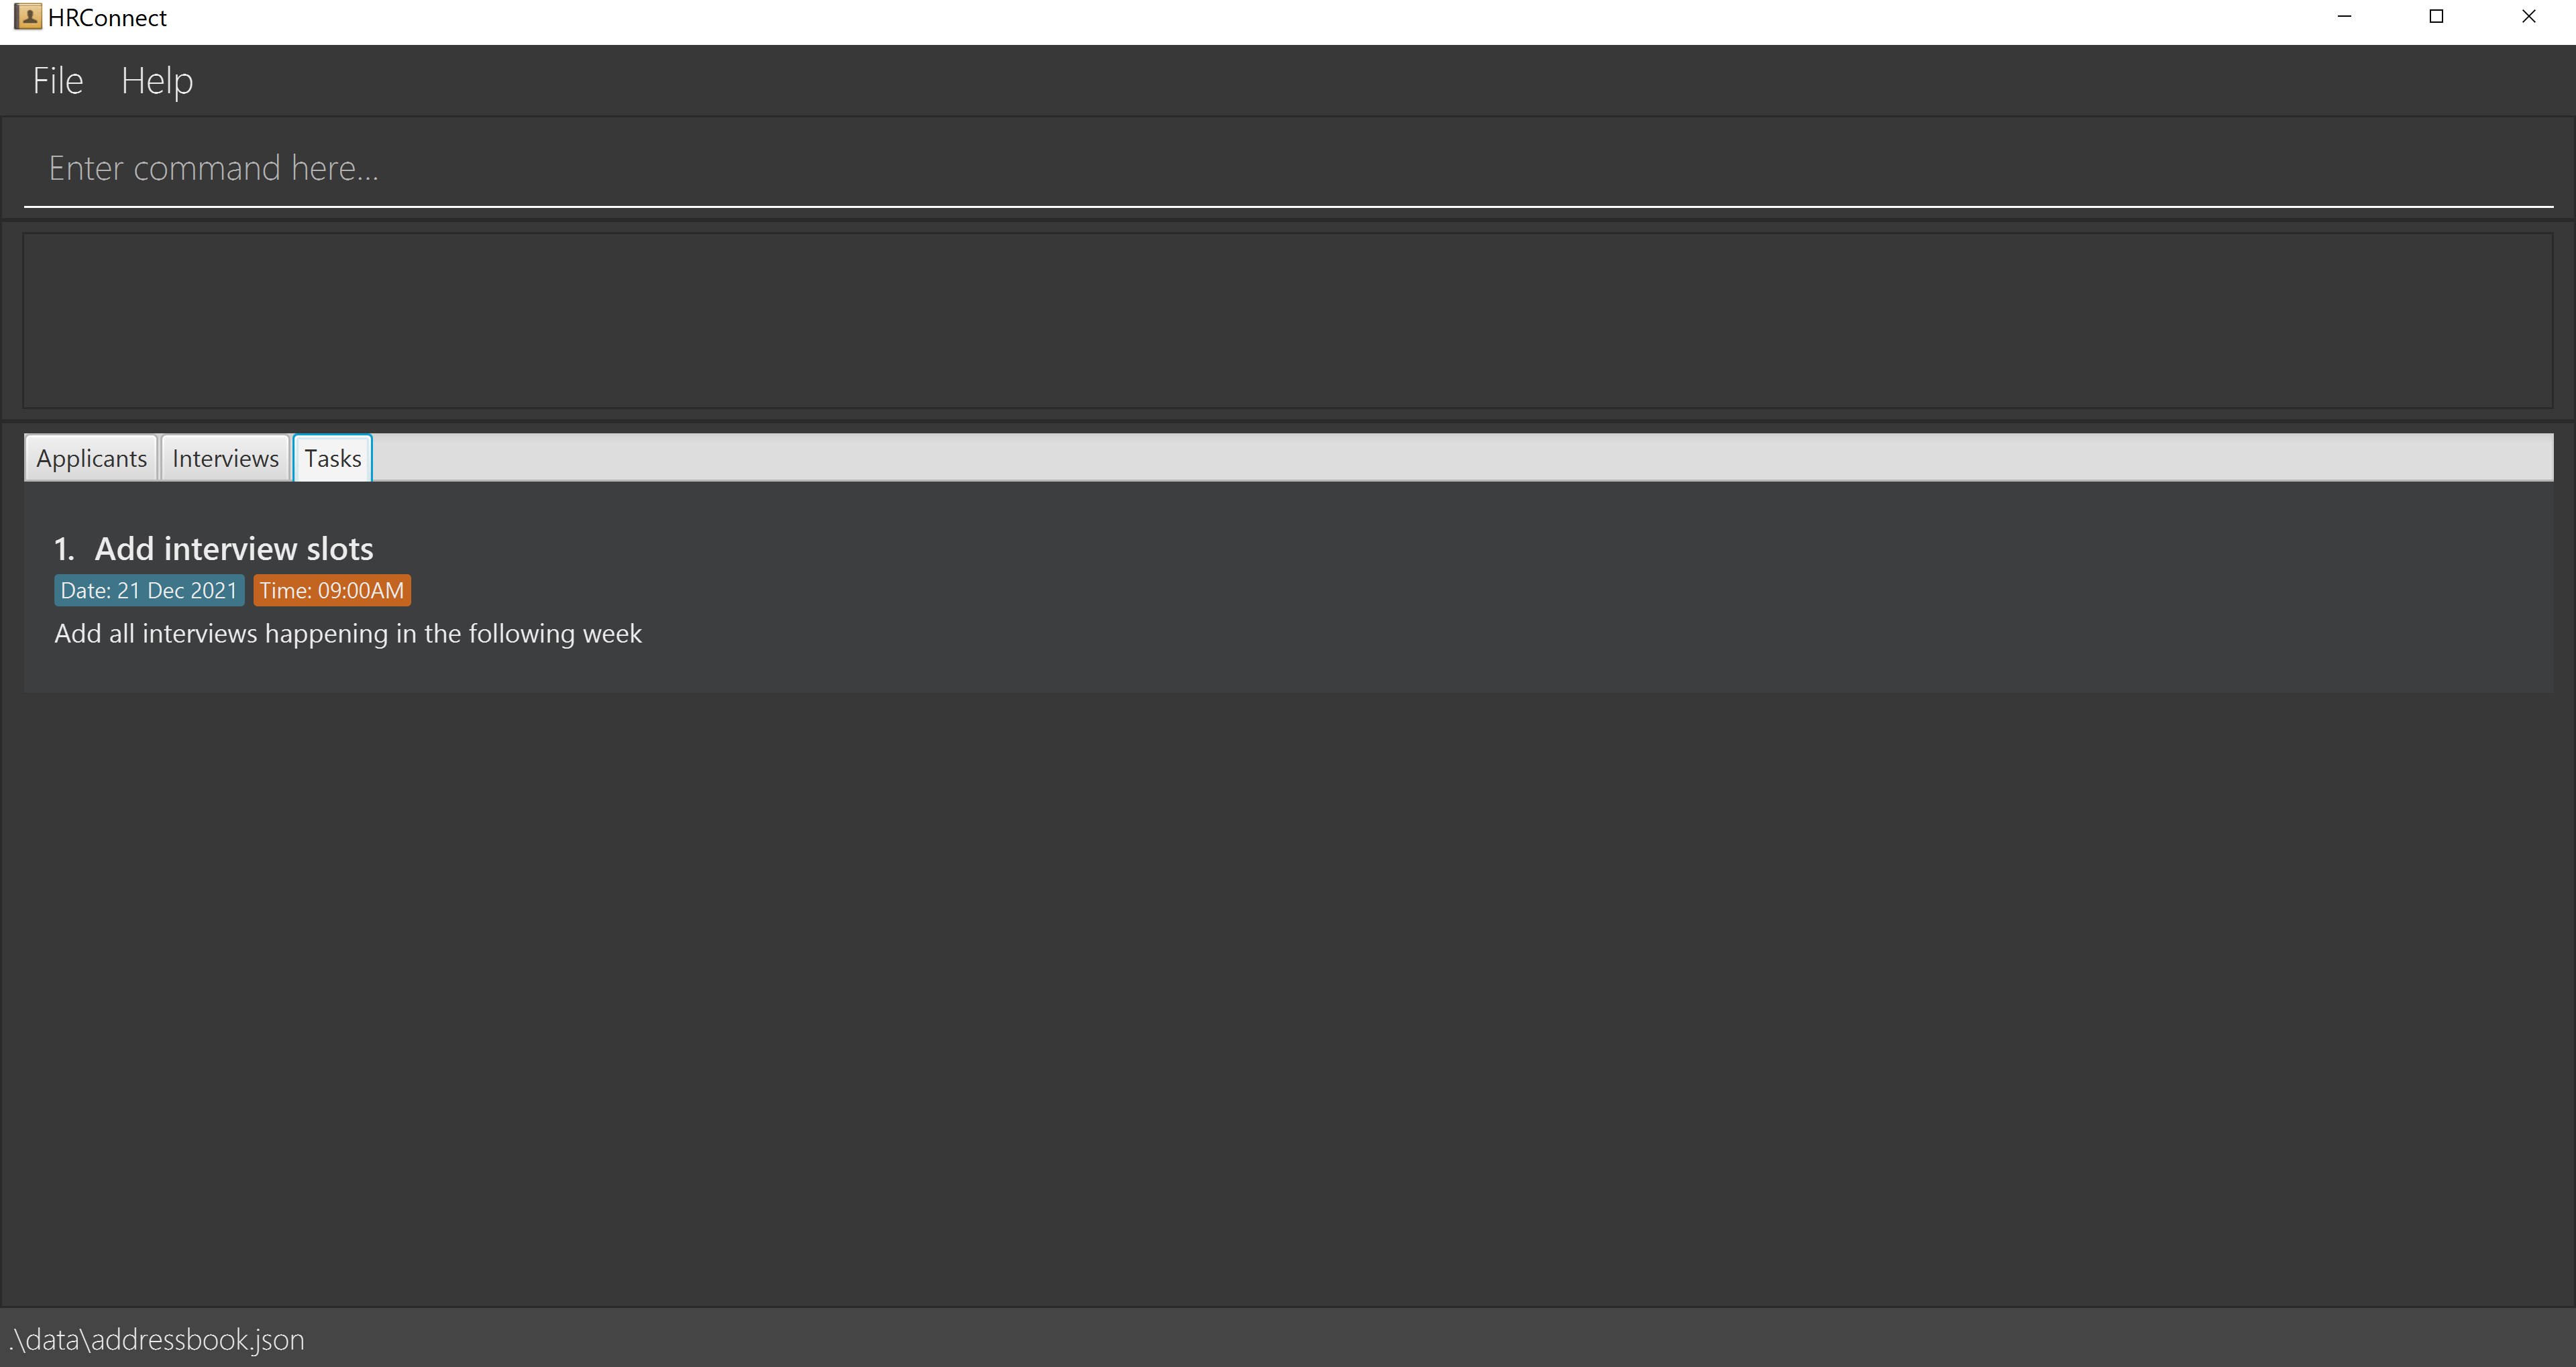 HRConnect
File Help
Enter command here...
Applicants Interviews Tasks
1. Add interview slots
Date: 21 Dec 2021 Time: 09:00AM
Add all interviews happening in the following week
.\data\addressbook.json